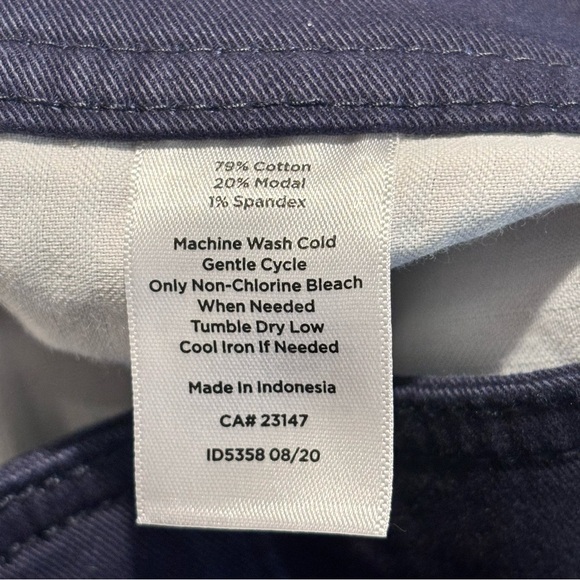 79% Cotton
20% Modal
1% Spandex
Machine Wash Cold
Gentle Cycle
Only Non-Chlorine Bleach
When Needed
Tumble Dry Low
Cool Iron If Needed
Made In Indonesia
CA# 23147
ID5358 08/20